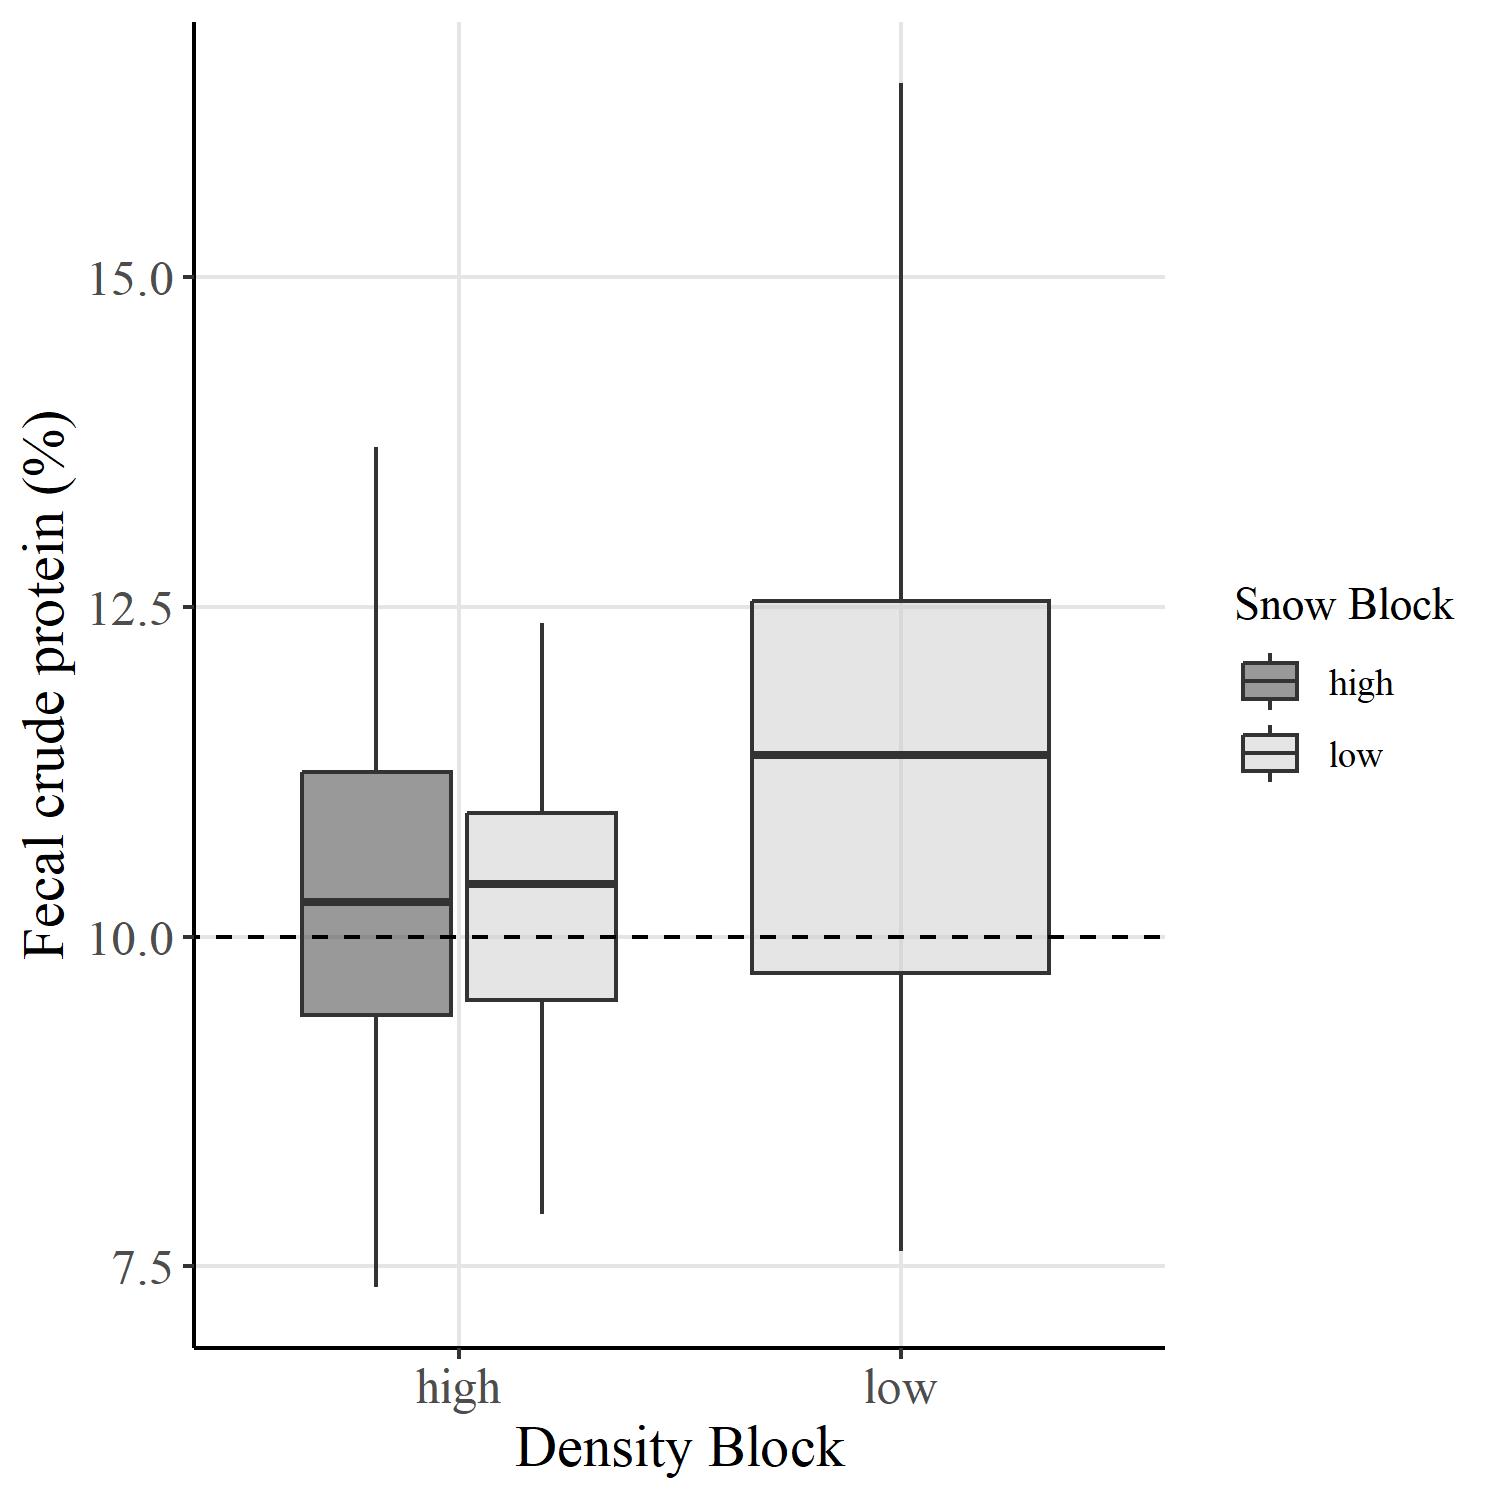 Fecal crude protein (%)
15.0
12.5
10.0
7.5
high
low
Density Block
Snow Block
high
low